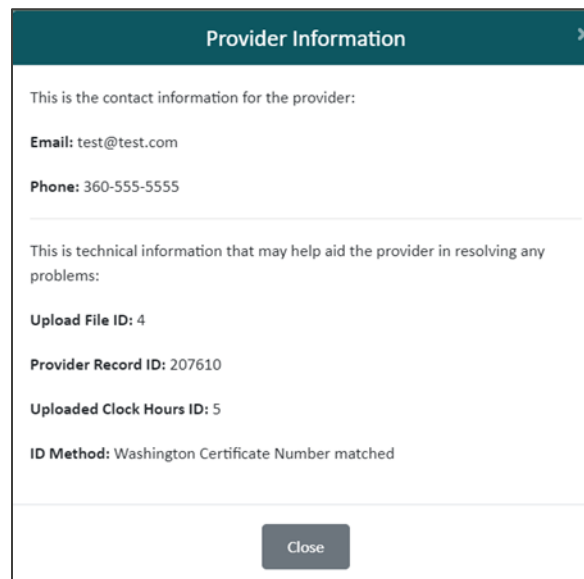 Provider Information
This is the contact information for the provider:
Email: test@test.com
Phone: 360-555-5555
This is technical information that may help aid the provider in resolving any
problems:
Upload File ID: 4
Provider Record ID: 207610
Uploaded Clock Hours ID: 5
ID Method: Washington Certificate Number matched
Close